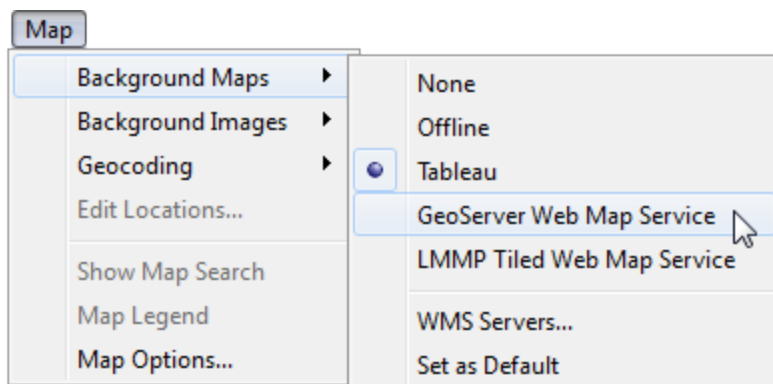 Map
Background Maps
Background Images
Geocoding
Edit Locations...
Show Map Search
Map Legend
Map Options...
None
Offline
Tableau
GeoServer Web Map Service
LMMP Tiled Web Map Service
WMS Servers...
Set as Default